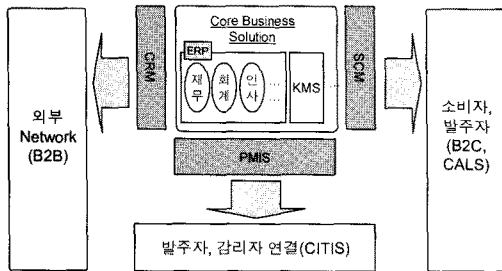 Core Business
Solution
ERP
재무
회계
인사
...
KMS
...
CRM
SCM
PMIS
외부
Network
(B2B)
소비자,
발주자
(B2C,
CALS)
발주자, 감리자 연결(CITIS)